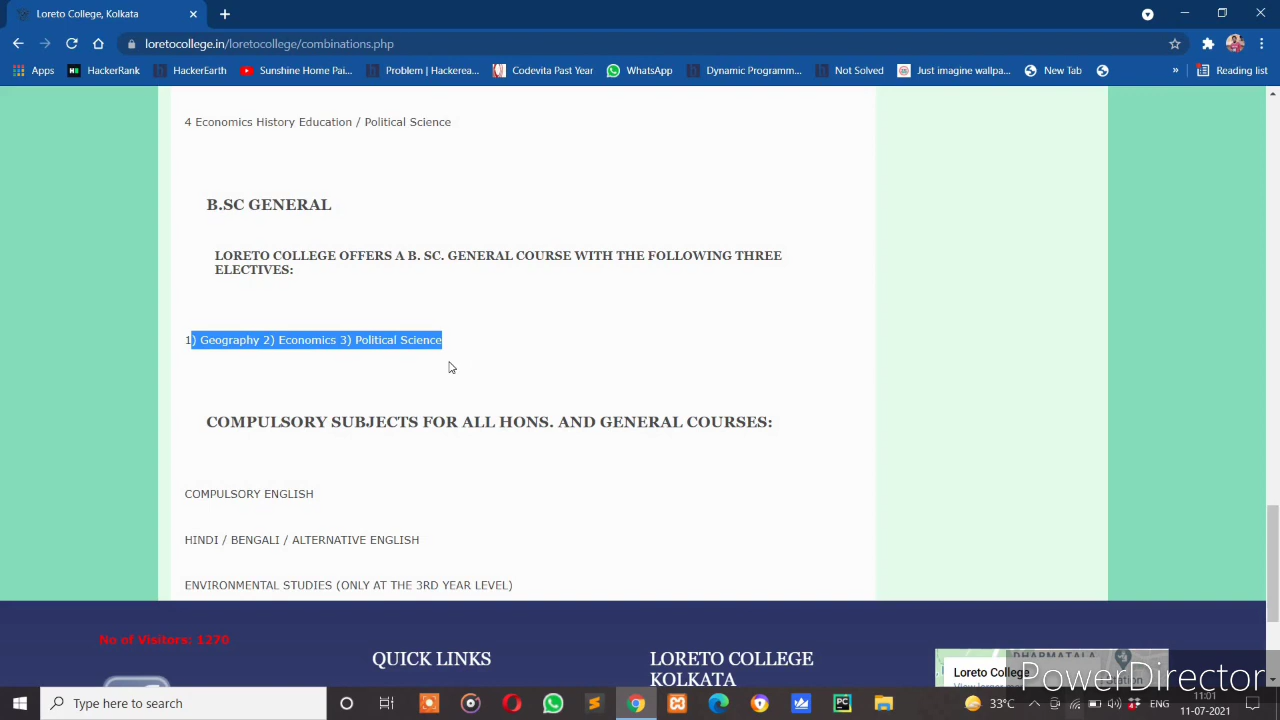 Loreto College, Kolkata
loretocollege.in/loretocollege/combinations.php
Apps
HackerRank
HackerEarth
Sunshine Home Pai...
Problem | Hackerea...
Codevita Past Year
WhatsApp
Dynamic Programm...
Not Solved
Just imagine wallpa...
New Tab
»
Reading list
4 Economics History Education / Political Science
B.SC GENERAL
LORETO COLLEGE OFFERS A B. SC. GENERAL COURSE WITH THE FOLLOWING THREE
ELECTIVES:
1) Geography 2) Economics 3) Political Science
COMPULSORY SUBJECTS FOR ALL HONS. AND GENERAL COURSES:
COMPULSORY ENGLISH
HINDI / BENGALI / ALTERNATIVE ENGLISH
ENVIRONMENTAL STUDIES (ONLY AT THE 3RD YEAR LEVEL)
No of Visitors: 1270
QUICK LINKS
LORETO COLLEGE
KOLKATA
DHARMATALA
Loreto College
PowerDirector
Type here to search
33°C
ENG
11:01
11-07-2021